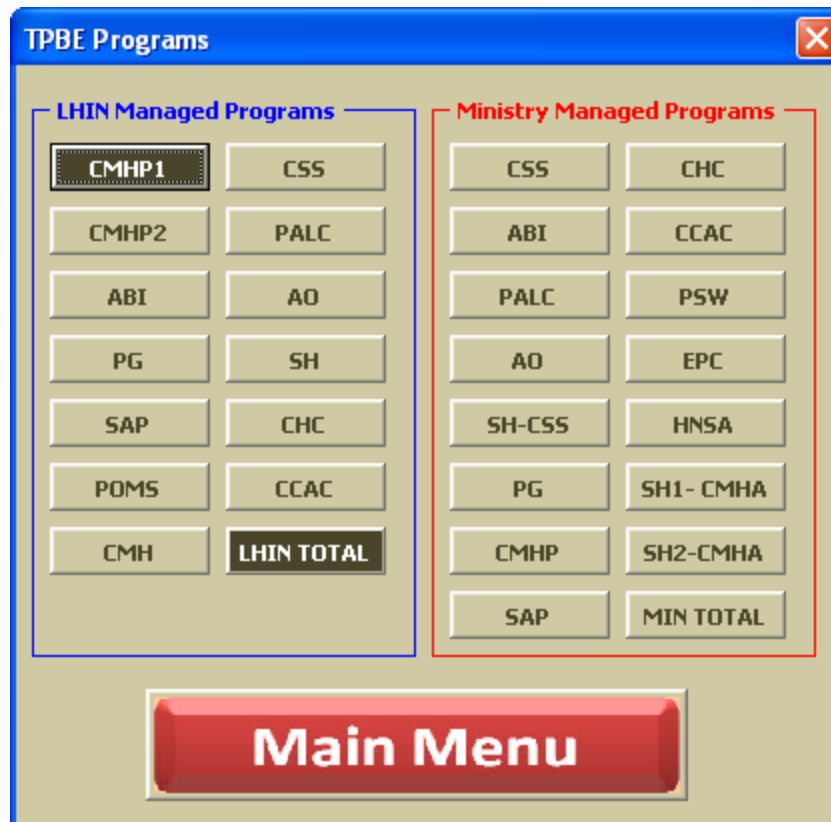 TPBE Programs
LHIN Managed Programs
CMHP1 CSS
CMHP2 PALC
ABI AO
PG SH
SAP CHC
POMS CCAC
CMH LHIN TOTAL
Ministry Managed Programs
CSS CHC
ABI CCAC
PALC PSW
AO EPC
SH-CSS HNSA
PG SH1- CMHA
CMHP SH2-CMHA
SAP MIN TOTAL
Main Menu